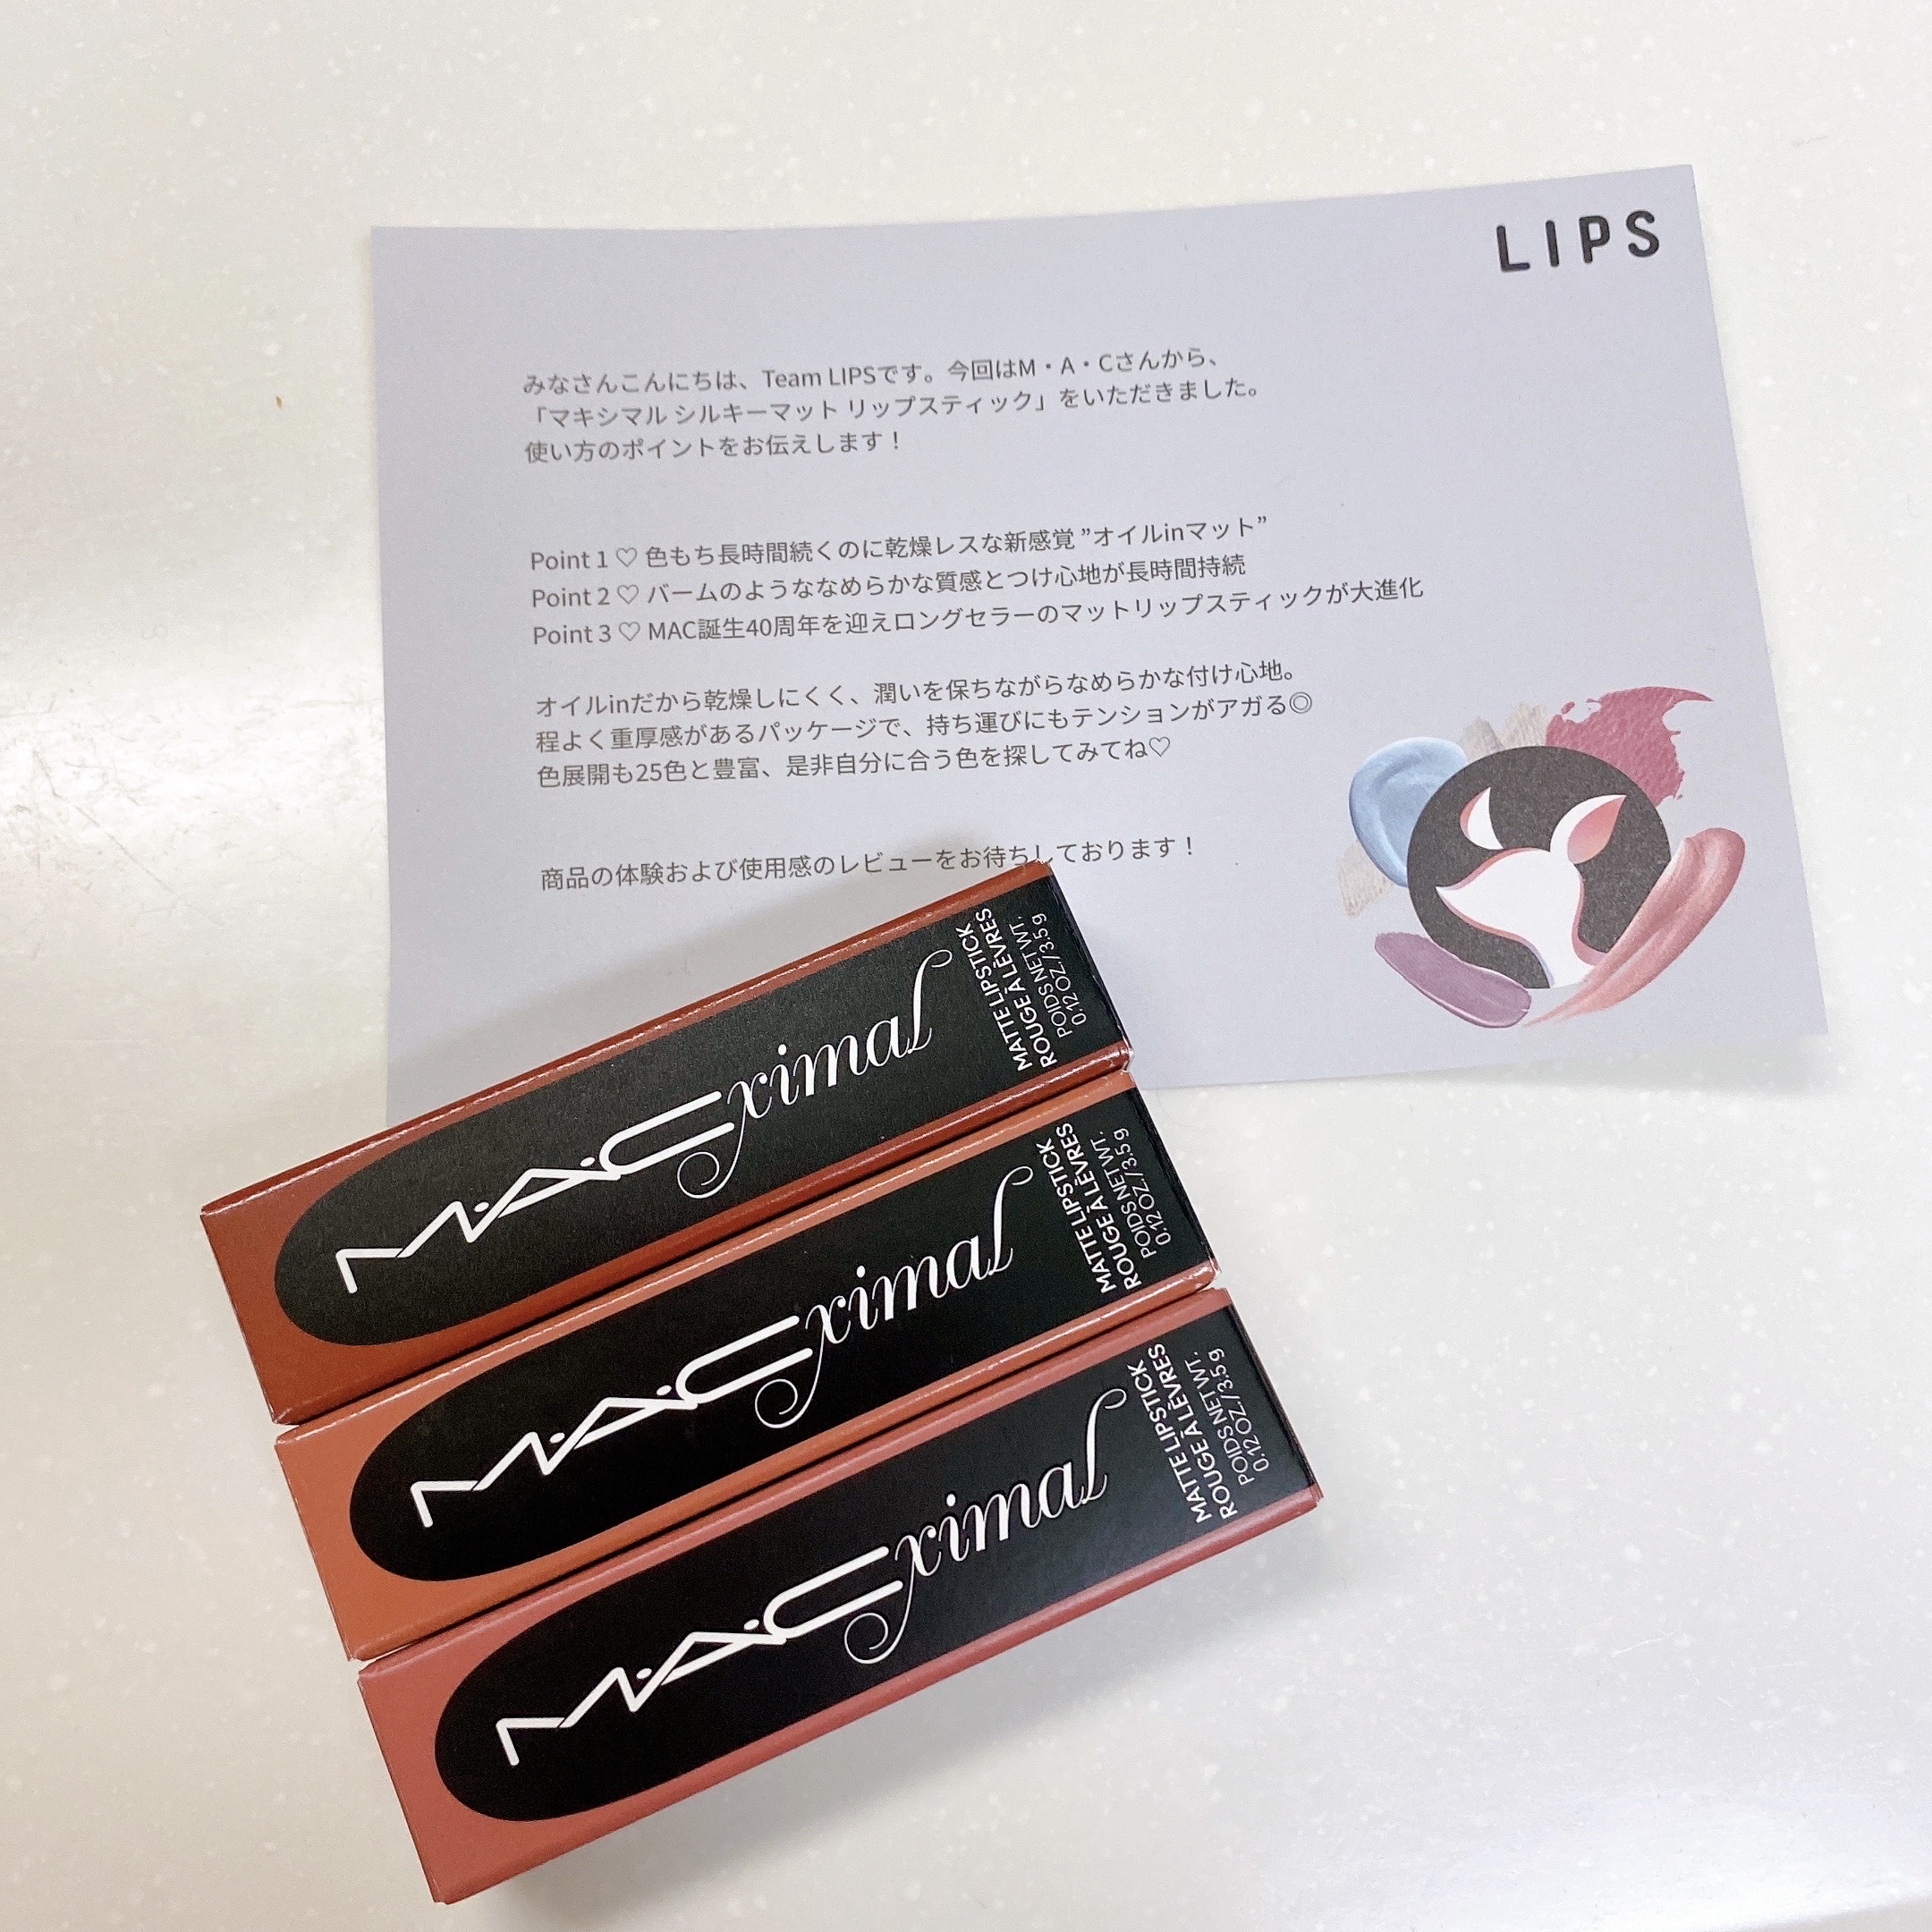 LIPS
みなさんこんにちは、Team LIPSです。今回はM・A・Cさんから、
「マキシマル シルキーマット リップスティック」をいただきました。
使い方のポイントをお伝えします！
Point 1 ♡ 色もち長時間続くのに乾燥レスな新感覚 ”オイルinマット”
Point 2 ♡ バームのようななめらかな質感とつけ心地が長時間持続
Point 3 ♡ MAC誕生40周年を迎えロングセラーのマットリップスティックが大進化
オイルinだから乾燥しにくく、潤いを保ちながらなめらかな付け心地。
程よく重厚感があるパッケージで、持ち運びにもテンションがアガる◎
色展開も25色と豊富、是非自分に合う色を探してみてね♡
商品の体験および使用感のレビューをお待ちしております！
M·A·Cximal
MATTE LIPSTICK
ROUGE À LÈVRES
POIDS NET WT.
0.12 OZ./3.5 g
M·A·Cximal
MATTE LIPSTICK
ROUGE À LÈVRES
POIDS NET WT.
0.12 OZ./3.5 g
M·A·Cximal
MATTE LIPSTICK
ROUGE À LÈVRES
POIDS NET WT.
0.12 OZ./3.5 g